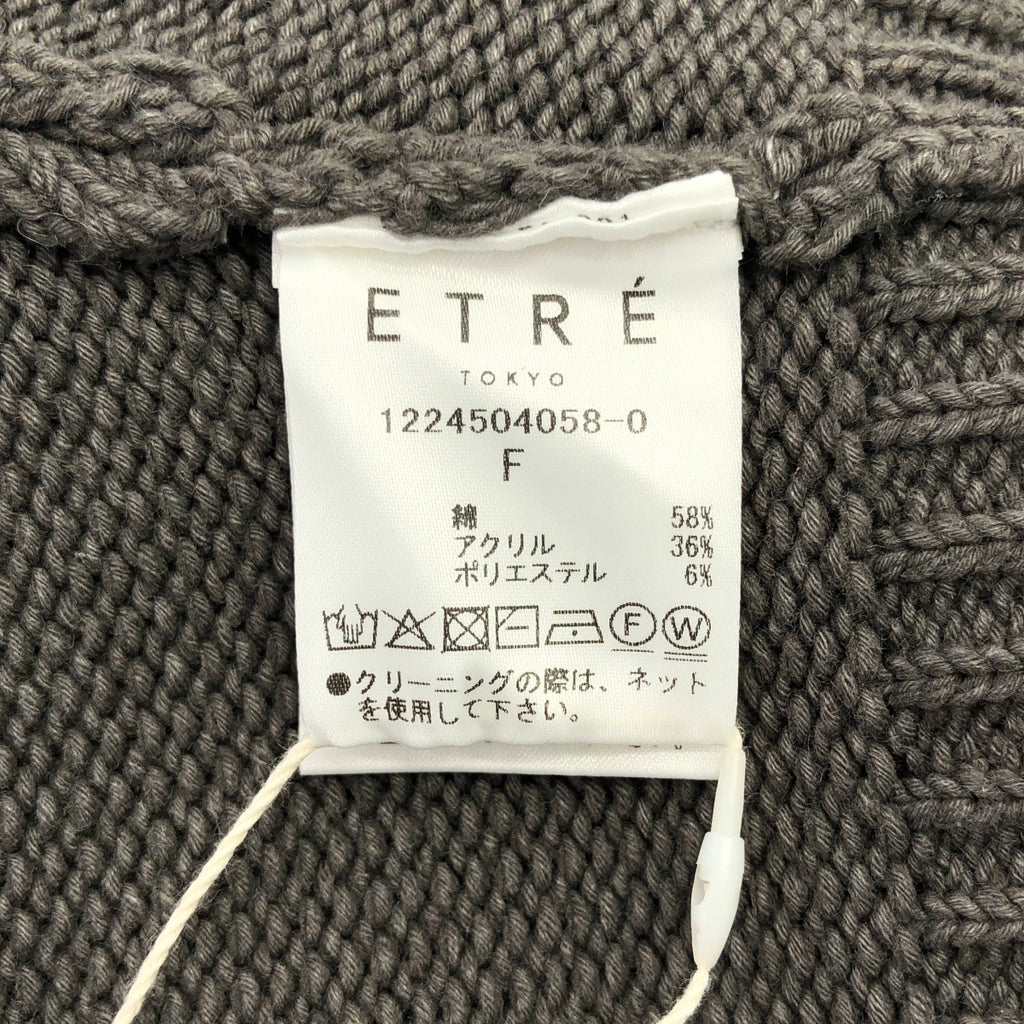 ETRÉ
TOKYO
1224504058-0
F
綿 58%
アクリル 36%
ポリエステル 6%
F W
●クリーニングの際は、ネット
を使用して下さい。